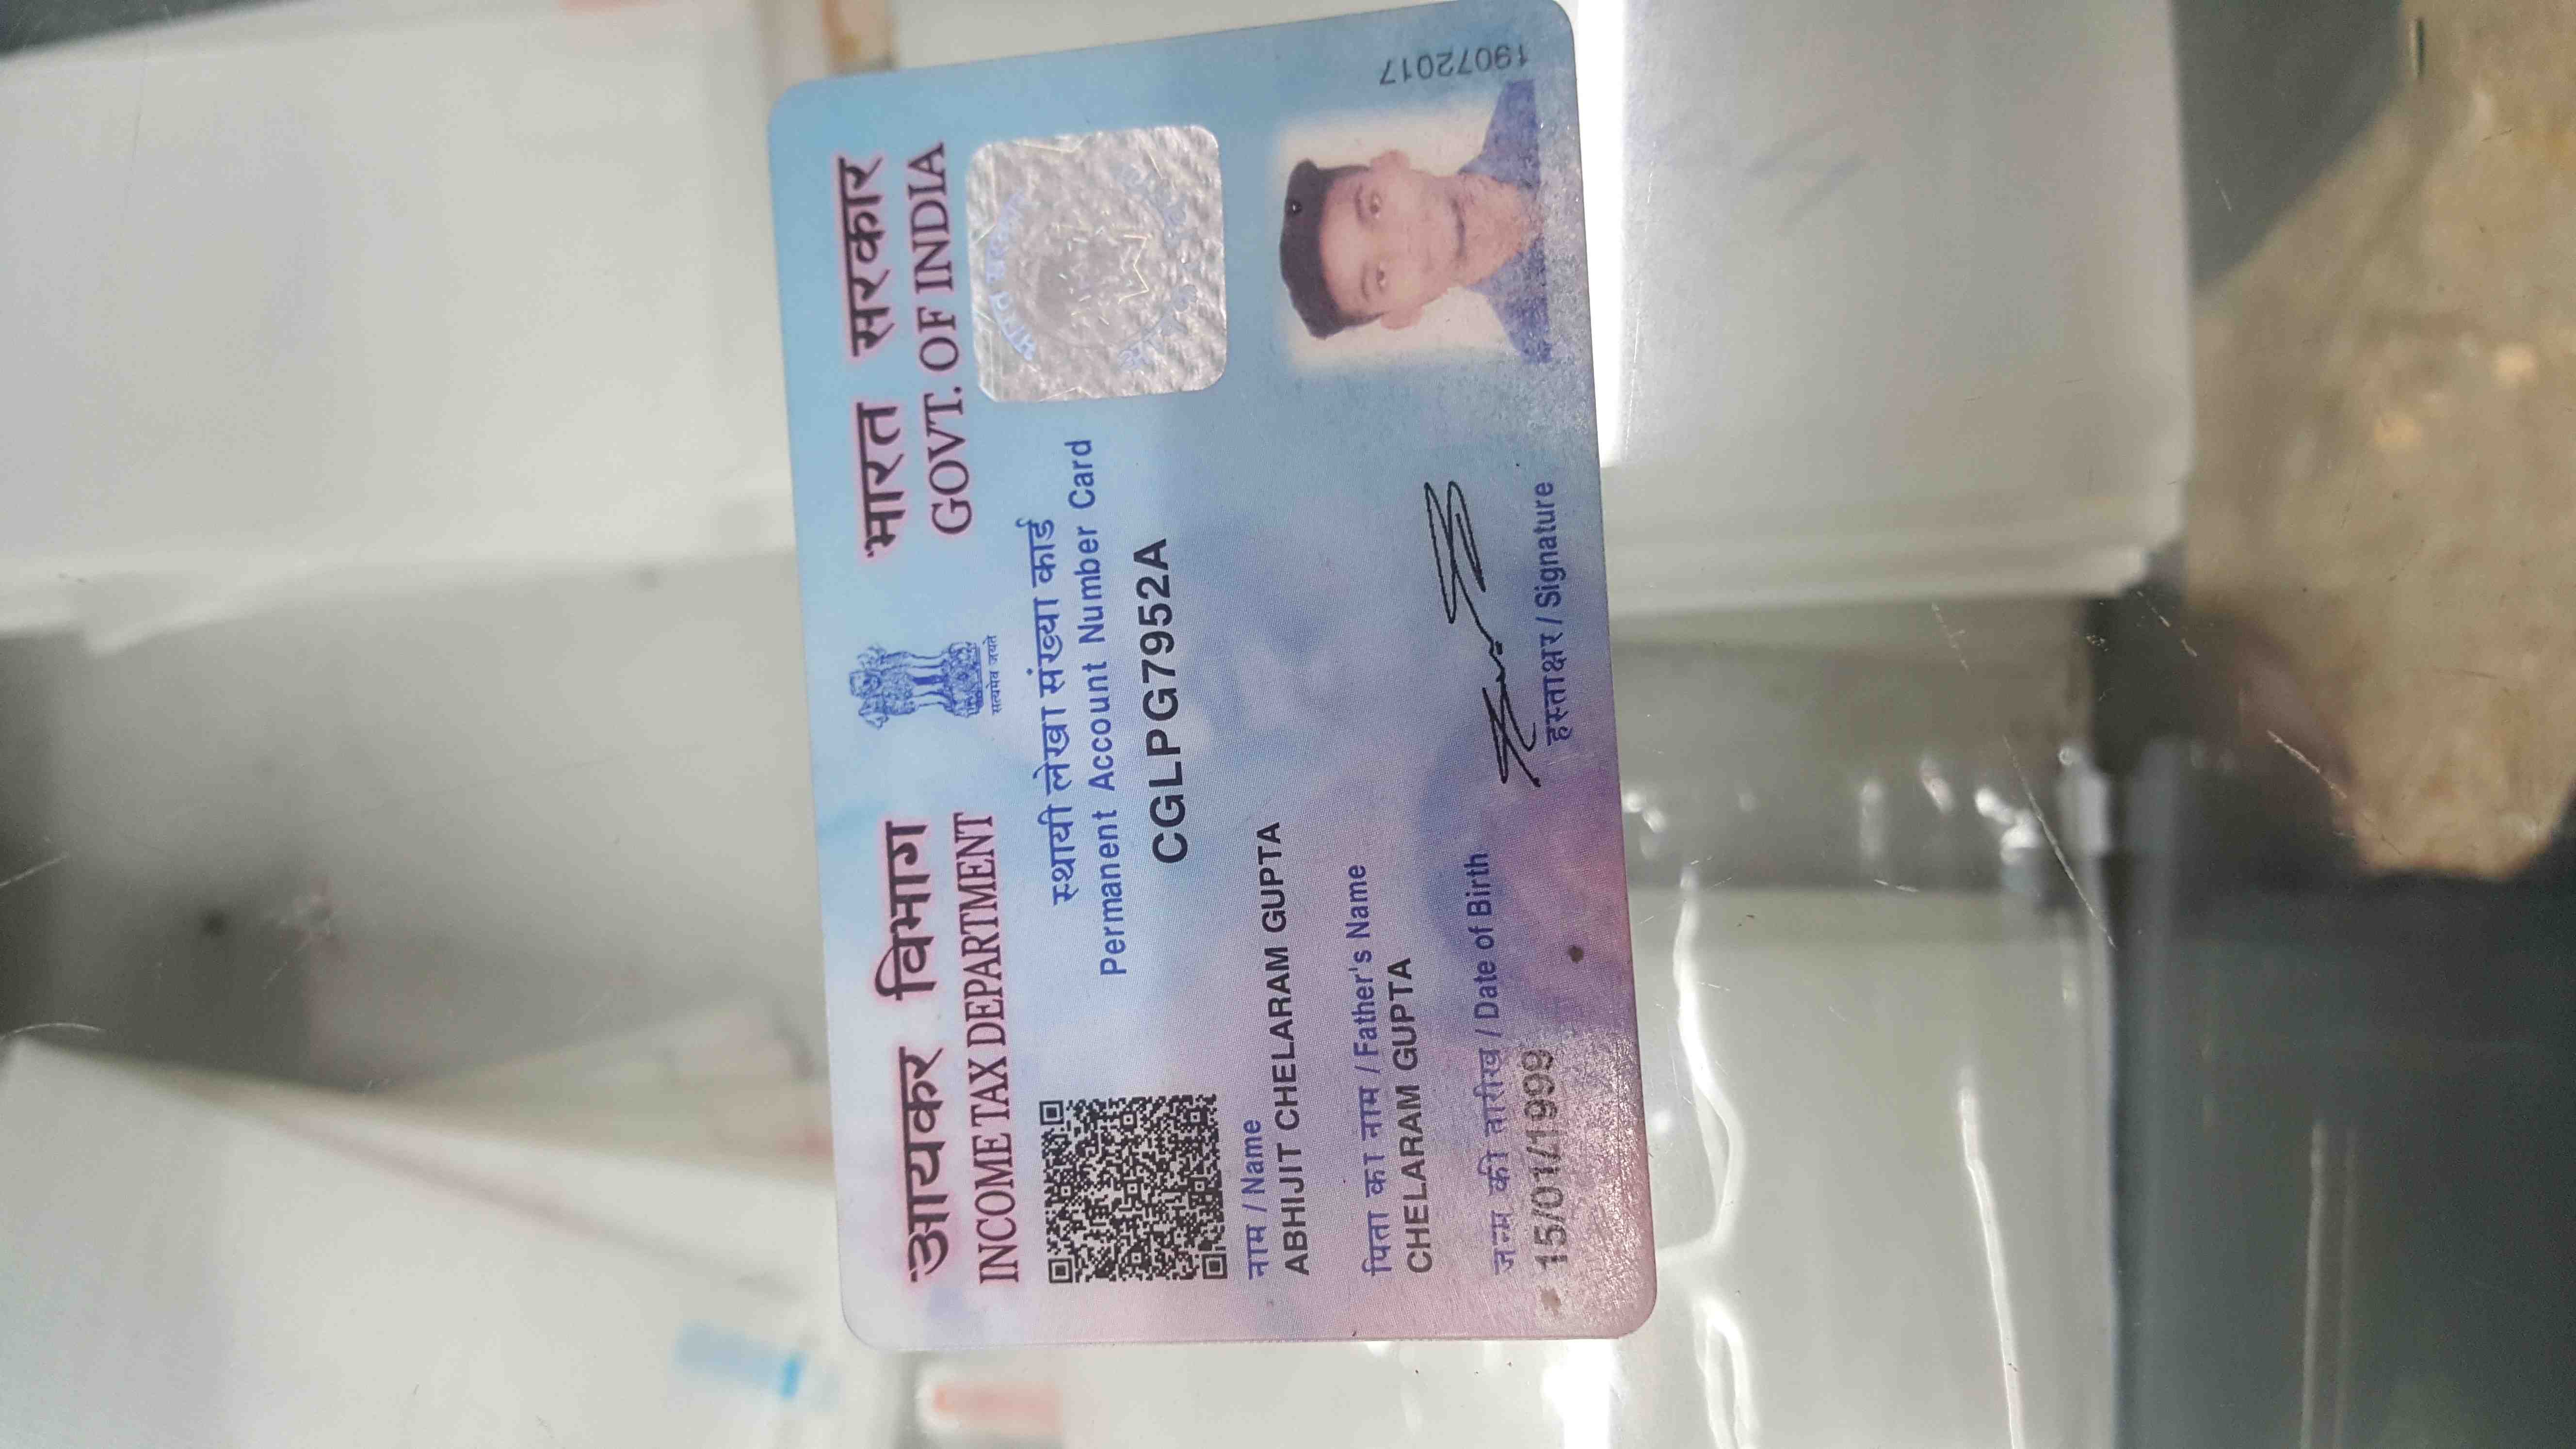 आयकर विभाग
INCOME TAX DEPARTMENT
सत्यमेव जयते
भारत सरकार
GOVT. OF INDIA
स्थायी लेखा संख्या कार्ड
Permanent Account Number Card
CGLPG7952A
नाम / Name
ABHIJIT CHELARAM GUPTA
पिता का नाम / Father's Name
CHELARAM GUPTA
जन्म की तारीख / Date of Birth
15/01/1999
हस्ताक्षर / Signature
19072017